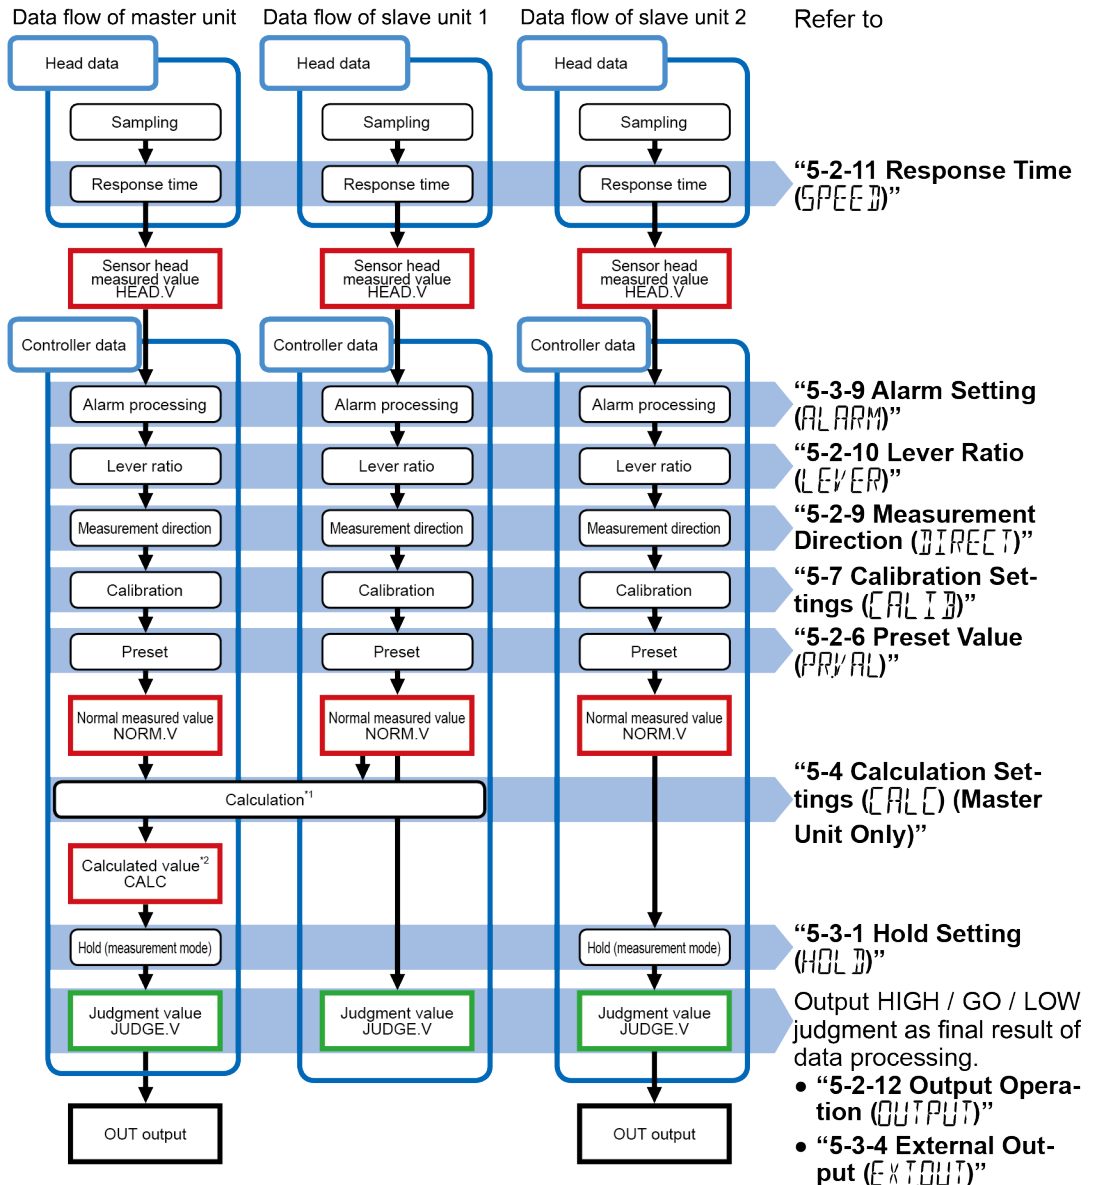 Data flow of master unit
Data flow of slave unit 1
Data flow of slave unit 2
Refer to
Head data
Head data
Head data
Sampling
Sampling
Sampling
Response time
Response time
Response time
“5-2-11 Response Time
(SPEED)”
Sensor head
measured value
HEAD.V
Sensor head
measured value
HEAD.V
Sensor head
measured value
HEAD.V
Controller data
Controller data
Controller data
Alarm processing
Alarm processing
Alarm processing
“5-3-9 Alarm Setting
(ALARM)”
Lever ratio
Lever ratio
Lever ratio
“5-2-10 Lever Ratio
(LEVER)”
Measurement direction
Measurement direction
Measurement direction
“5-2-9 Measurement
Direction (DIRECT)”
Calibration
Calibration
Calibration
“5-7 Calibration Set-
tings (CALIB)”
Preset
Preset
Preset
“5-2-6 Preset Value
(PR.VAL)”
Normal measured value
NORM.V
Normal measured value
NORM.V
Normal measured value
NORM.V
Calculation*1
“5-4 Calculation Set-
tings (CALC) (Master
Unit Only)”
Calculated value*2
CALC
Hold (measurement mode)
Hold (measurement mode)
“5-3-1 Hold Setting
(HOLD)”
Judgment value
JUDGE.V
Judgment value
JUDGE.V
Judgment value
JUDGE.V
Output HIGH / GO / LOW
judgment as final result of
data processing.
● “5-2-12 Output Opera-
tion (OUTPUT)”
● “5-3-4 External Out-
put (EXTOUT)”
OUT output
OUT output